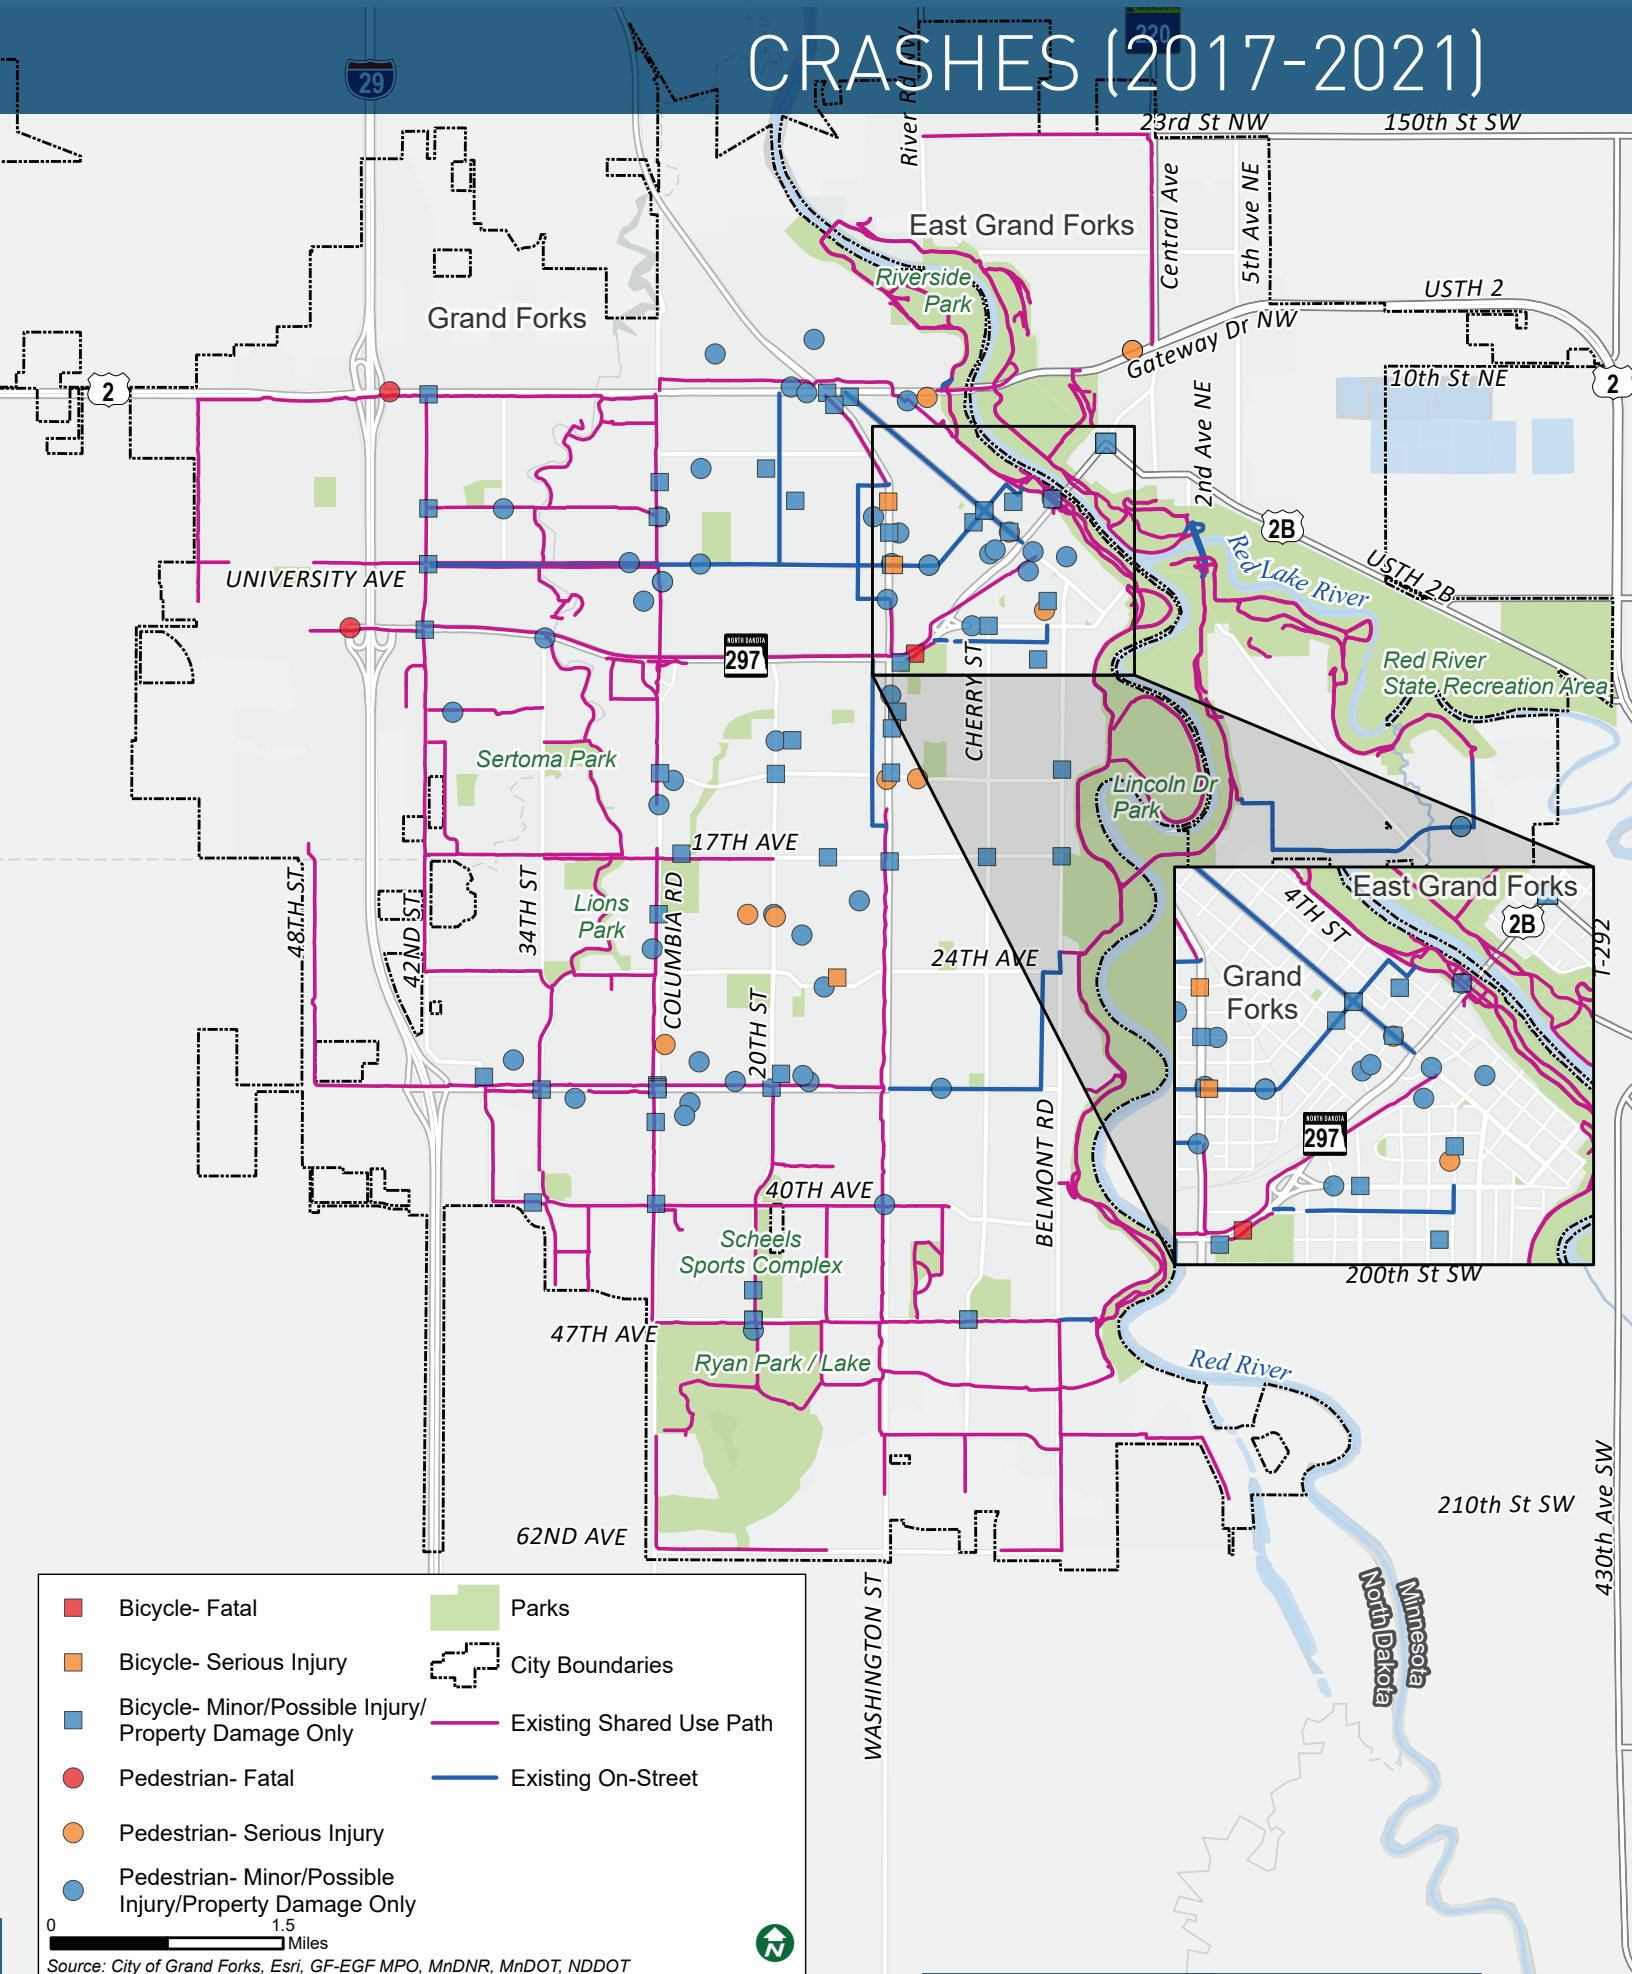 CRASHES (2017-2021)
29
220
River Rd NW
23rd St NW
150th St SW
Central Ave
5th Ave NE
East Grand Forks
Riverside
Park
USTH 2
Grand Forks
Gateway Dr NW
2
10th St NE
2
2nd Ave NE
2B
UNIVERSITY AVE
Red Lake River
USTH 2B
NORTH DAKOTA
297
CHERRY ST
Red River
State Recreation Area
Sertoma Park
Lincoln Dr
Park
17TH AVE
48TH ST
42ND ST
34TH ST
Lions
Park
COLUMBIA RD
24TH AVE
20TH ST
4TH ST
East Grand Forks
2B
Grand
Forks
T-292
NORTH DAKOTA
297
BELMONT RD
40TH AVE
Scheels
Sports Complex
200th St SW
47TH AVE
Ryan Park / Lake
Red River
430th Ave SW
210th St SW
62ND AVE
WASHINGTON ST
North Dakota
Minnesota
Bicycle- Fatal
Parks
Bicycle- Serious Injury
City Boundaries
Bicycle- Minor/Possible Injury/
Property Damage Only
Existing Shared Use Path
Pedestrian- Fatal
Existing On-Street
Pedestrian- Serious Injury
Pedestrian- Minor/Possible
Injury/Property Damage Only
0 1.5
Miles
N
Source: City of Grand Forks, Esri, GF-EGF MPO, MnDNR, MnDOT, NDDOT